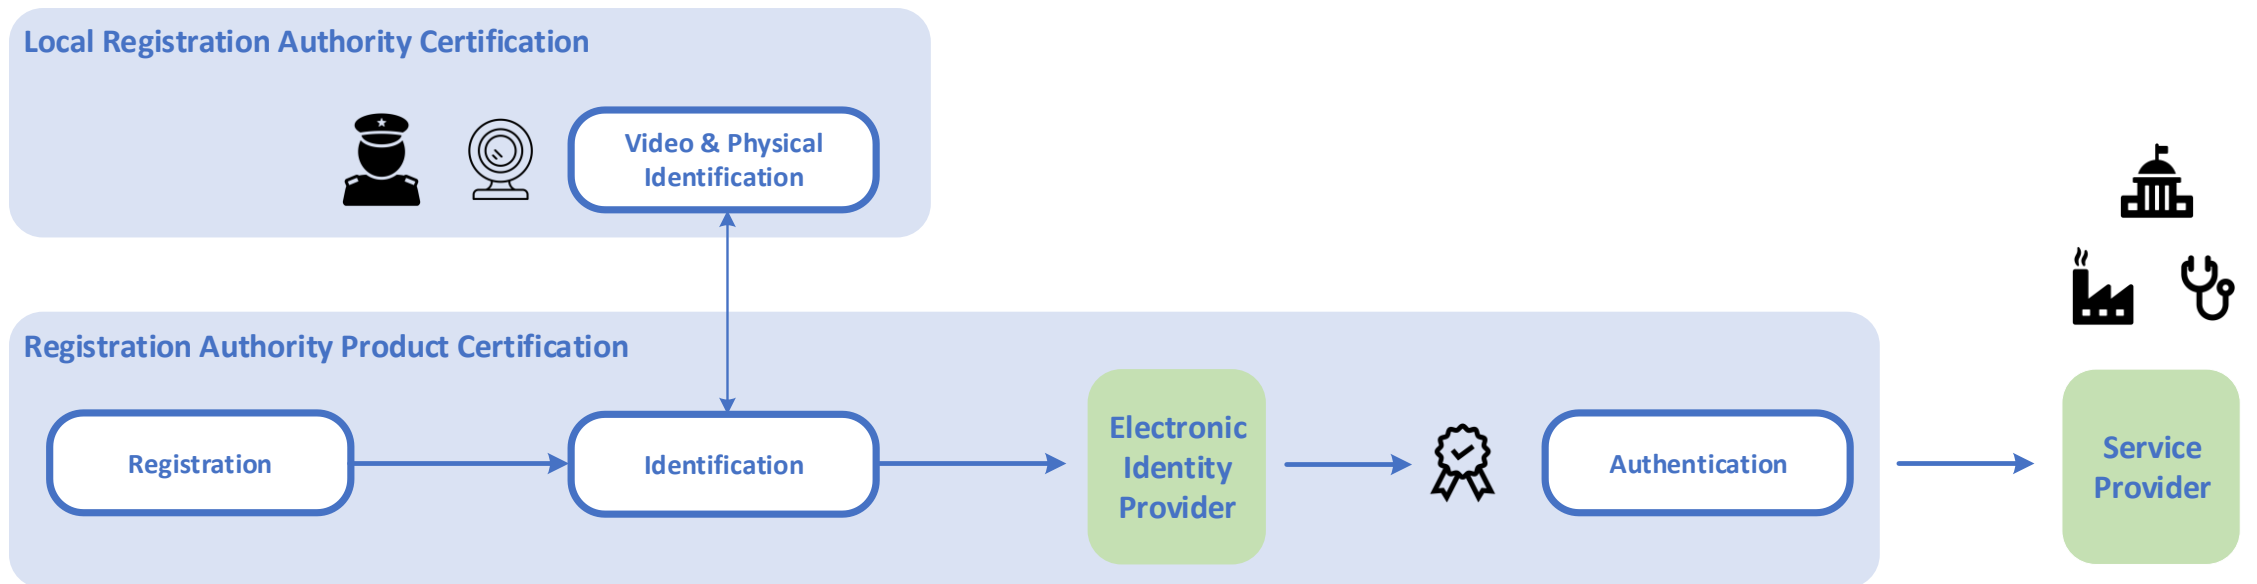 Local Registration Authority Certification
Video & Physical
Identification
Registration Authority Product Certification
Registration
Identification
Electronic
Identity
Provider
Authentication
Service
Provider